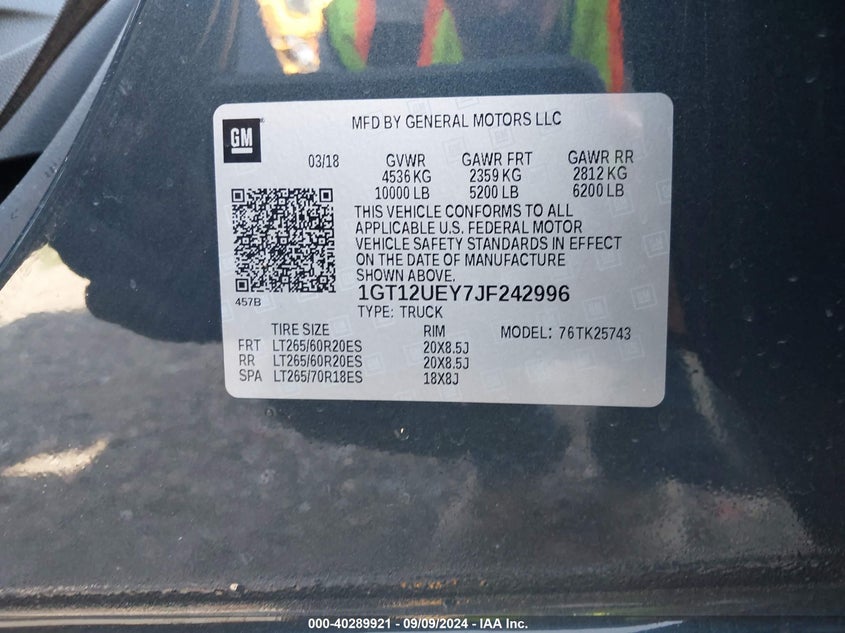 GM
MFD BY GENERAL MOTORS LLC
03/18 GVWR GAWR FRT GAWR RR
4536 KG 2359 KG 2812 KG
10000 LB 5200 LB 6200 LB
THIS VEHICLE CONFORMS TO ALL
APPLICABLE U.S. FEDERAL MOTOR
VEHICLE SAFETY STANDARDS IN EFFECT
ON THE DATE OF MANUFACTURE
SHOWN ABOVE.
457B
1GT12UEY7JF242996
TYPE: TRUCK
TIRE SIZE RIM MODEL: 76TK25743
FRT LT265/60R20ES 20X8.5J
RR LT265/60R20ES 20X8.5J
SPA LT265/70R18ES 18X8J
000-40289921 - 09/09/2024 - IAA Inc.